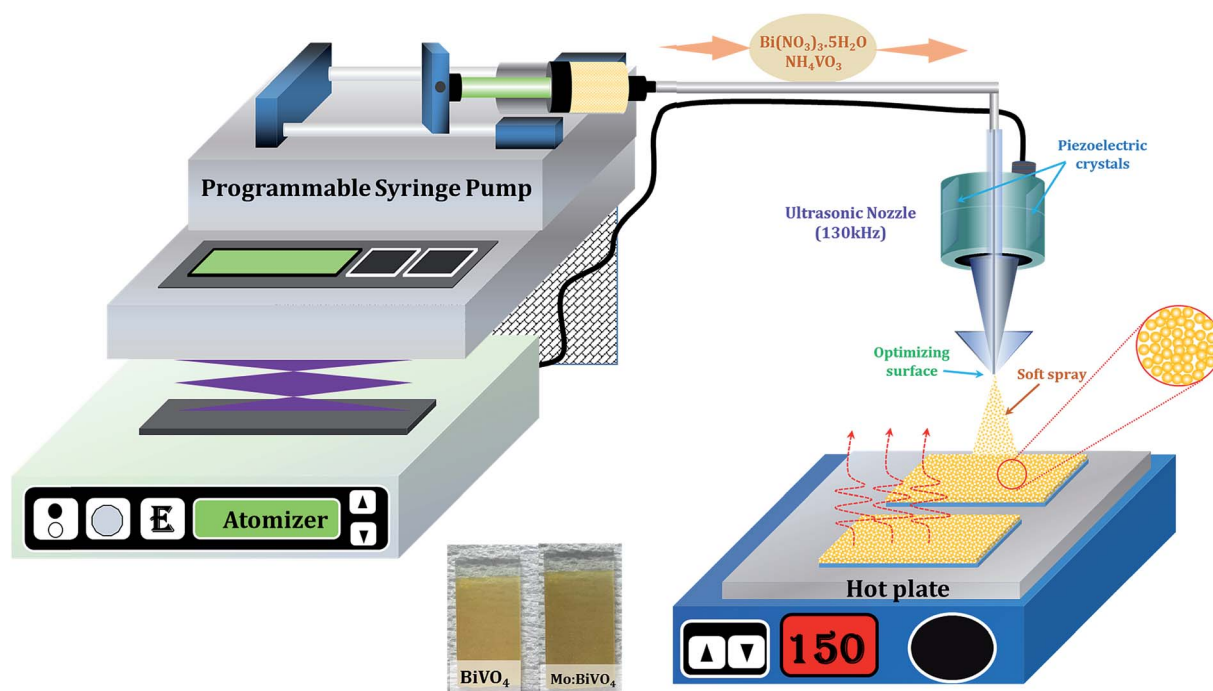 Bi(NO₃)₃.5H₂O
NH₄VO₃
Piezoelectric
crystals
Programmable Syringe Pump
Ultrasonic Nozzle
(130kHz)
Optimizing
surface
Soft spray
E
Atomizer
Hot plate
150
BiVO₄
Mo:BiVO₄